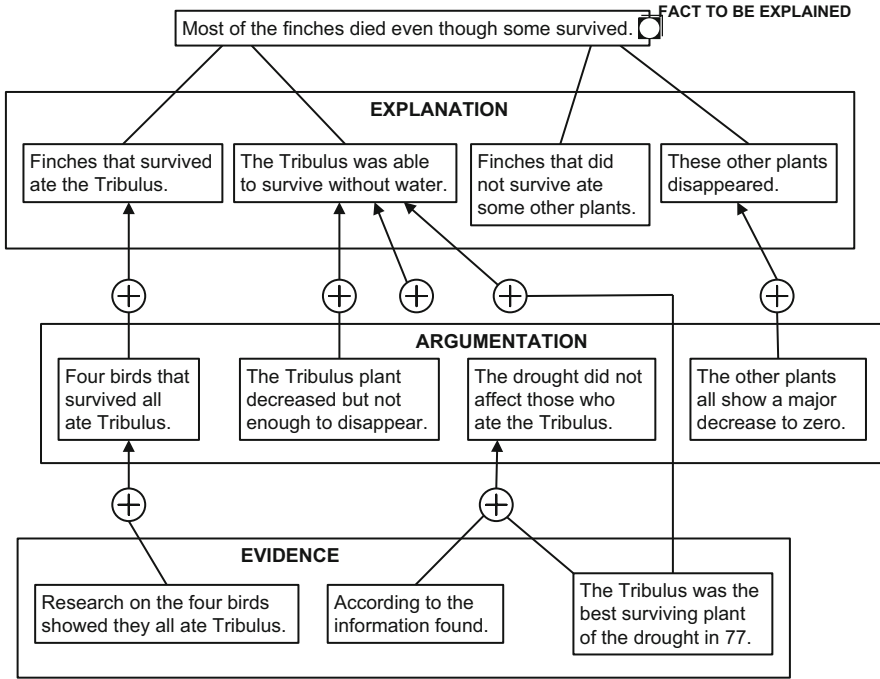 FACT TO BE EXPLAINED
Most of the finches died even though some survived.
EXPLANATION
Finches that survived
ate the Tribulus.
The Tribulus was able
to survive without water.
Finches that did
not survive ate
some other plants.
These other plants
disappeared.
ARGUMENTATION
Four birds that
survived all
ate Tribulus.
The Tribulus plant
decreased but not
enough to disappear.
The drought did not
affect those who
ate the Tribulus.
The other plants
all show a major
decrease to zero.
EVIDENCE
Research on the four birds
showed they all ate Tribulus.
According to the
information found.
The Tribulus was the
best surviving plant
of the drought in 77.